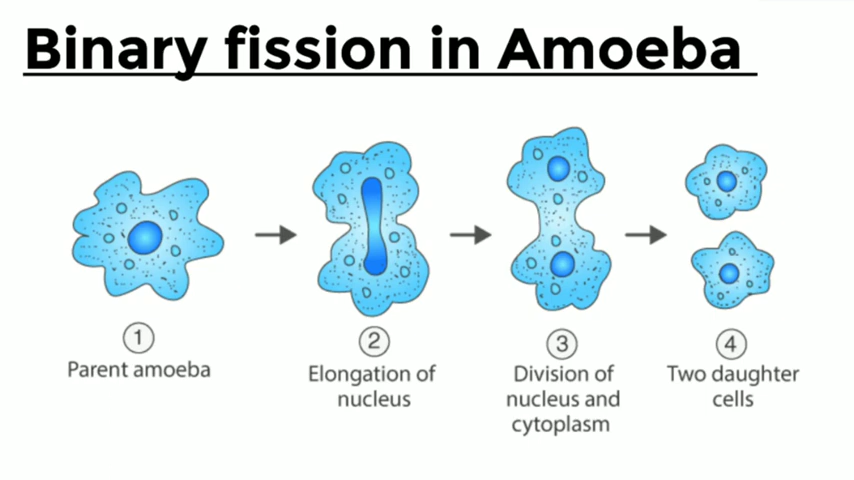 Binary fission in Amoeba
1
Parent amoeba
2
Elongation of
nucleus
3
Division of
nucleus and
cytoplasm
4
Two daughter
cells